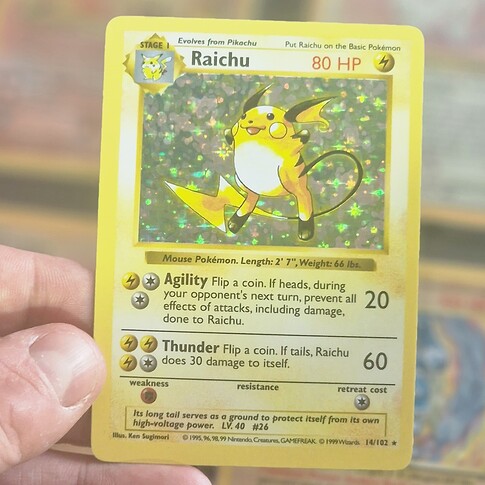 Evolves from Pikachu Put Raichu on the Basic Pokémon
STAGE 1
Raichu 80 HP
Mouse Pokémon. Length: 2' 7", Weight: 66 lbs.
Agility Flip a coin. If heads, during
your opponent's next turn, prevent all
effects of attacks, including damage,
done to Raichu.
20
Thunder Flip a coin. If tails, Raichu
does 30 damage to itself.
60
weakness resistance retreat cost
Its long tail serves as a ground to protect itself from its own
high-voltage power. LV. 40 #26
Illus. Ken Sugimori © 1995, 96, 98, 99 Nintendo, Creatures, GAMEFREAK. © 1999 Wizards. 14/102 ★